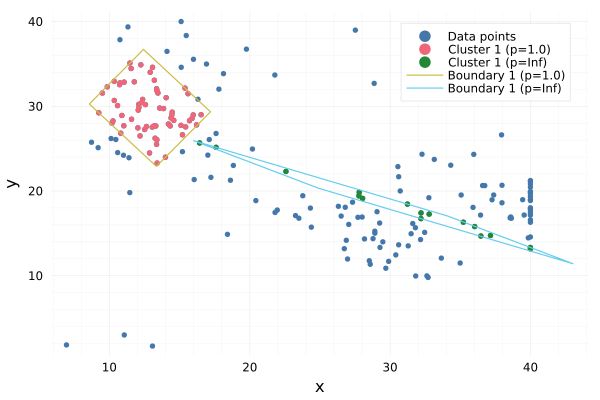 40
30
20
10
y
10
20
30
40
x
Data points
Cluster 1 (p=1.0)
Cluster 1 (p=Inf)
Boundary 1 (p=1.0)
Boundary 1 (p=Inf)